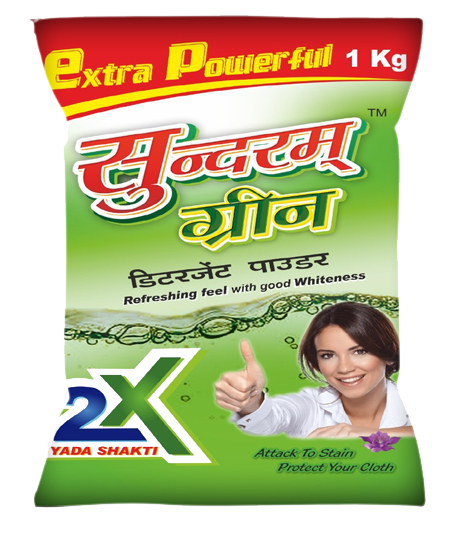 extra Powerful 1 Kg
TM
सुन्दरम्
ग्रीन
डिटरजेंट पाउडर
Refreshing feel with good Whiteness
2X
YADA SHAKTI
Attack To Stain
Protect Your Cloth